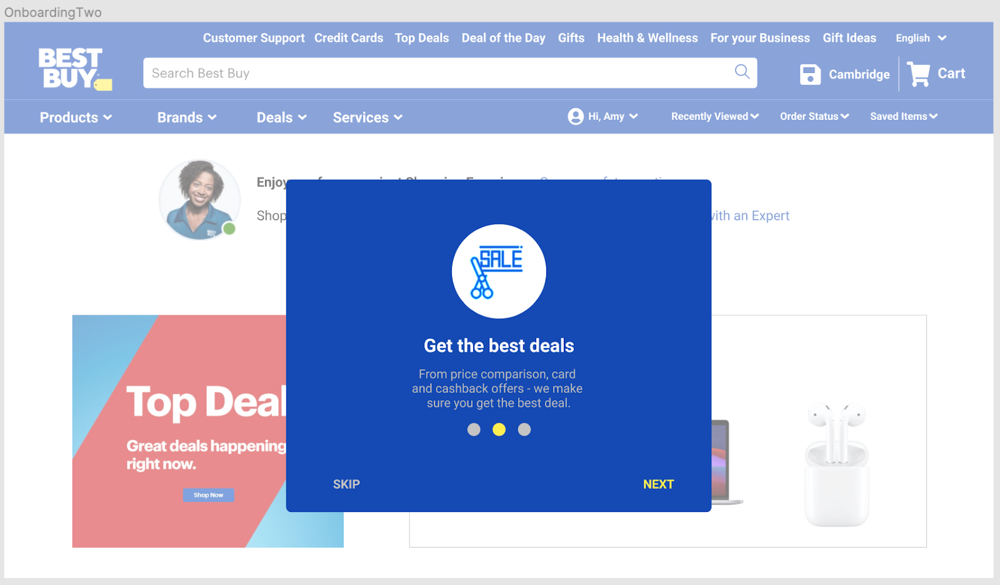 OnboardingTwo
Customer Support Credit Cards Top Deals Deal of the Day Gifts Health & Wellness For your Business Gift Ideas English
BEST
BUY
Search Best Buy
Cambridge
Cart
Products Brands Deals Services Hi, Amy Recently Viewed Order Status Saved Items
Enjoy
Shop
with an Expert
BEST
BUY
SALE
Get the best deals
From price comparison, card
and cashback offers - we make
sure you get the best deal.
SKIP
NEXT
Top Deal
Great deals happening
right now.
Shop Now